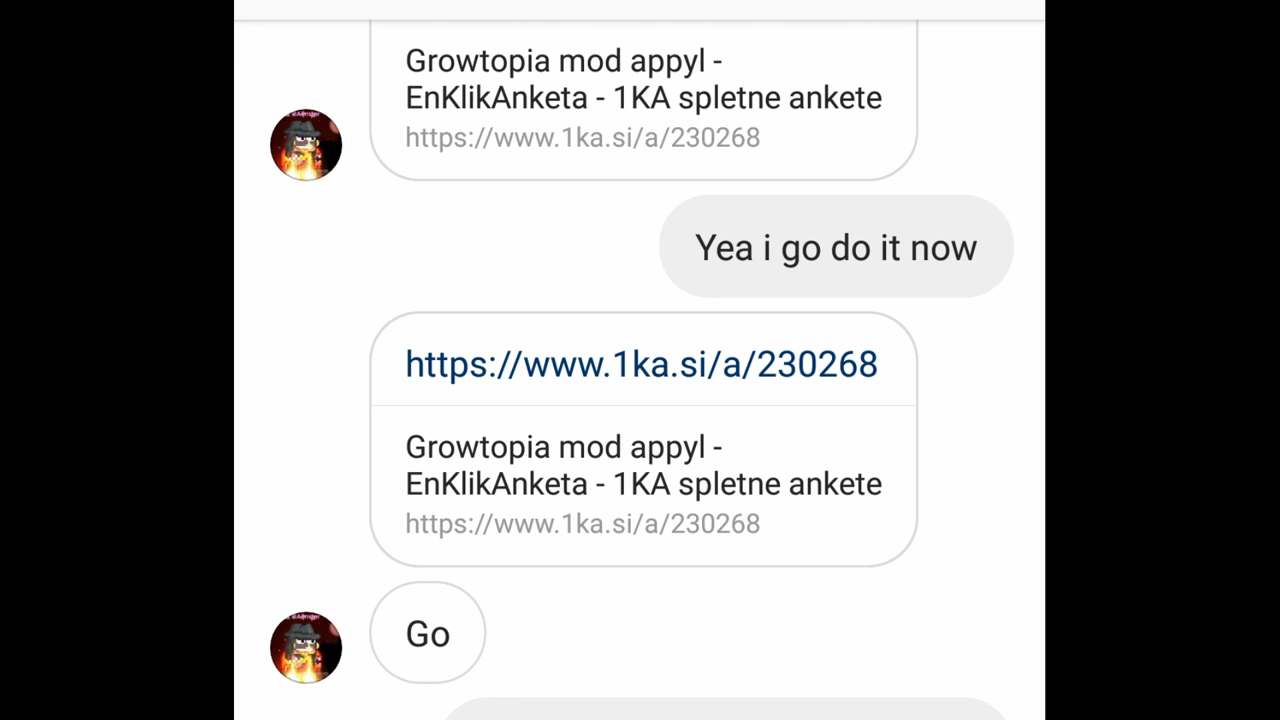 Growtopia mod appyl -
EnKlikAnketa - 1KA spletne ankete
https://www.1ka.si/a/230268
Yea i go do it now
https://www.1ka.si/a/230268
Growtopia mod appyl -
EnKlikAnketa - 1KA spletne ankete
https://www.1ka.si/a/230268
Go